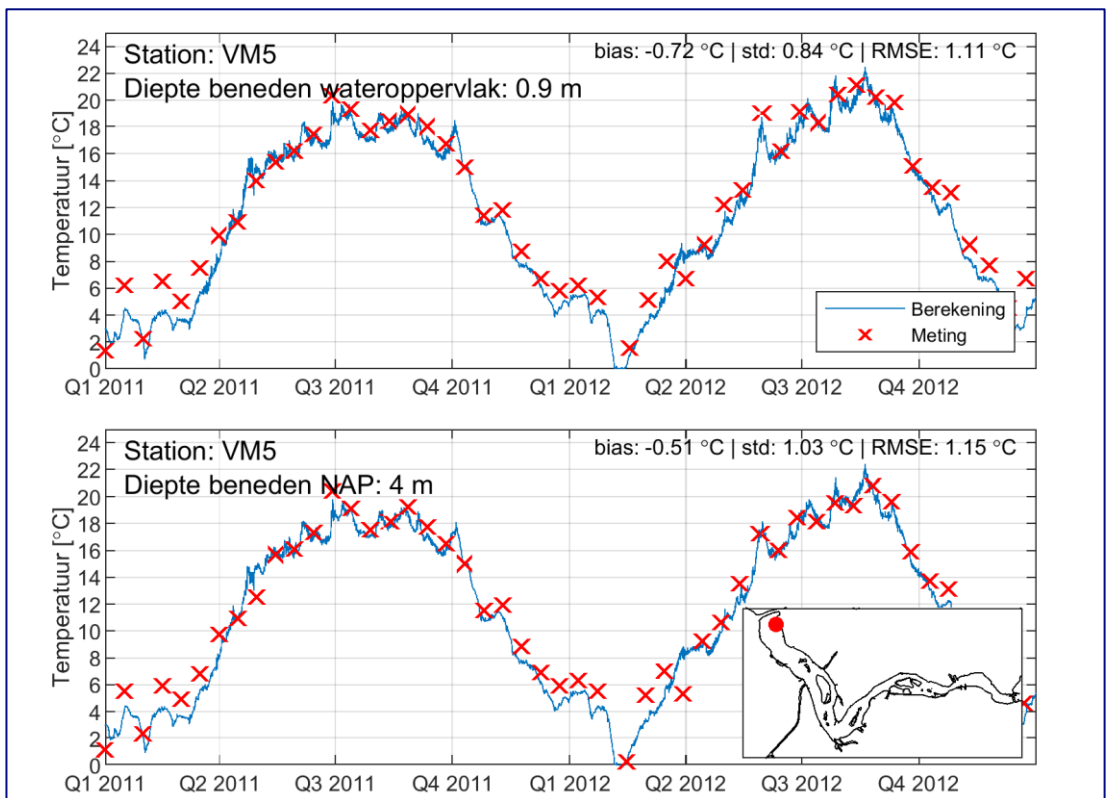 Station: VM5
bias: -0.72 °C | std: 0.84 °C | RMSE: 1.11 °C
Diepte beneden wateroppervlak: 0.9 m
Temperatuur [°C]
24
22
20
18
16
14
12
10
8
6
4
2
0
Berekening
Meting
Q1 2011
Q2 2011
Q3 2011
Q4 2011
Q1 2012
Q2 2012
Q3 2012
Q4 2012
Station: VM5
bias: -0.51 °C | std: 1.03 °C | RMSE: 1.15 °C
Diepte beneden NAP: 4 m
Temperatuur [°C]
24
22
20
18
16
14
12
10
8
6
4
2
0
Q1 2011
Q2 2011
Q3 2011
Q4 2011
Q1 2012
Q2 2012
Q3 2012
Q4 2012